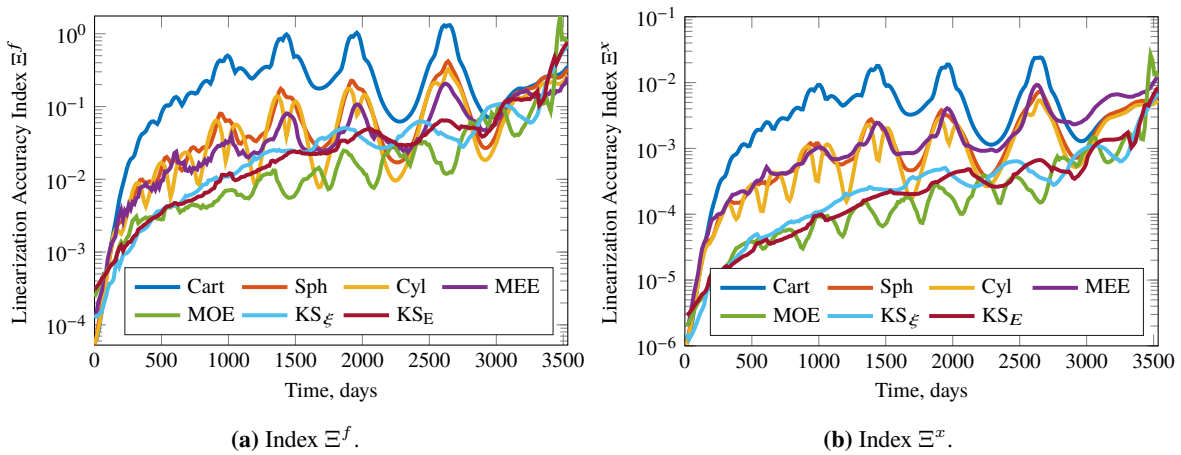 Linearization Accuracy Index Ξ^f
10^0
10^−1
10^−2
10^−3
10^−4
0 500 1000 1500 2000 2500 3000 3500
Time, days
Cart Sph Cyl MEE
MOE KS_ξ KS_E
(a) Index Ξ^f.
Linearization Accuracy Index Ξ^x
10^−1
10^−2
10^−3
10^−4
10^−5
10^−6
0 500 1000 1500 2000 2500 3000 3500
Time, days
Cart Sph Cyl MEE
MOE KS_ξ KS_E
(b) Index Ξ^x.